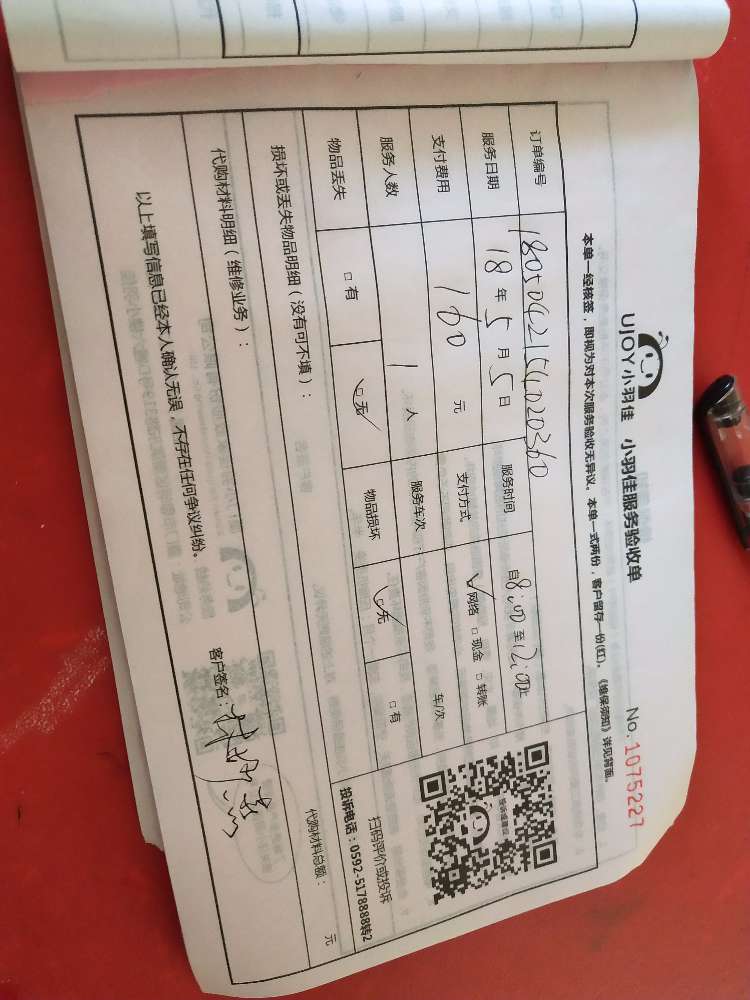 UJOY小羽佳 小羽佳服务验收单 No. 1075227
本单一经核签，即视为对本次服务验收无异议。本单一式两份，客户留存一份(红)。《维保须知》详见背面。
订单编号 1805042154020360 服务时间 自8:00至12:00止
服务日期 18年5月5日 支付方式 ☑网络 □现金 □转账
支付费用 160 元 服务车次 车/次
服务人数 1 人 物品损坏 ☑无 □有
物品丢失 □有 ☑无
扫码评价或投诉
投诉电话：0592-5178888转2
损坏或丢失物品明细（没有可不填）：
代购材料明细（维修业务）： 代购材料总额： 元
以上填写信息已经本人确认无误，不存在任何争议纠纷。 客户签名：